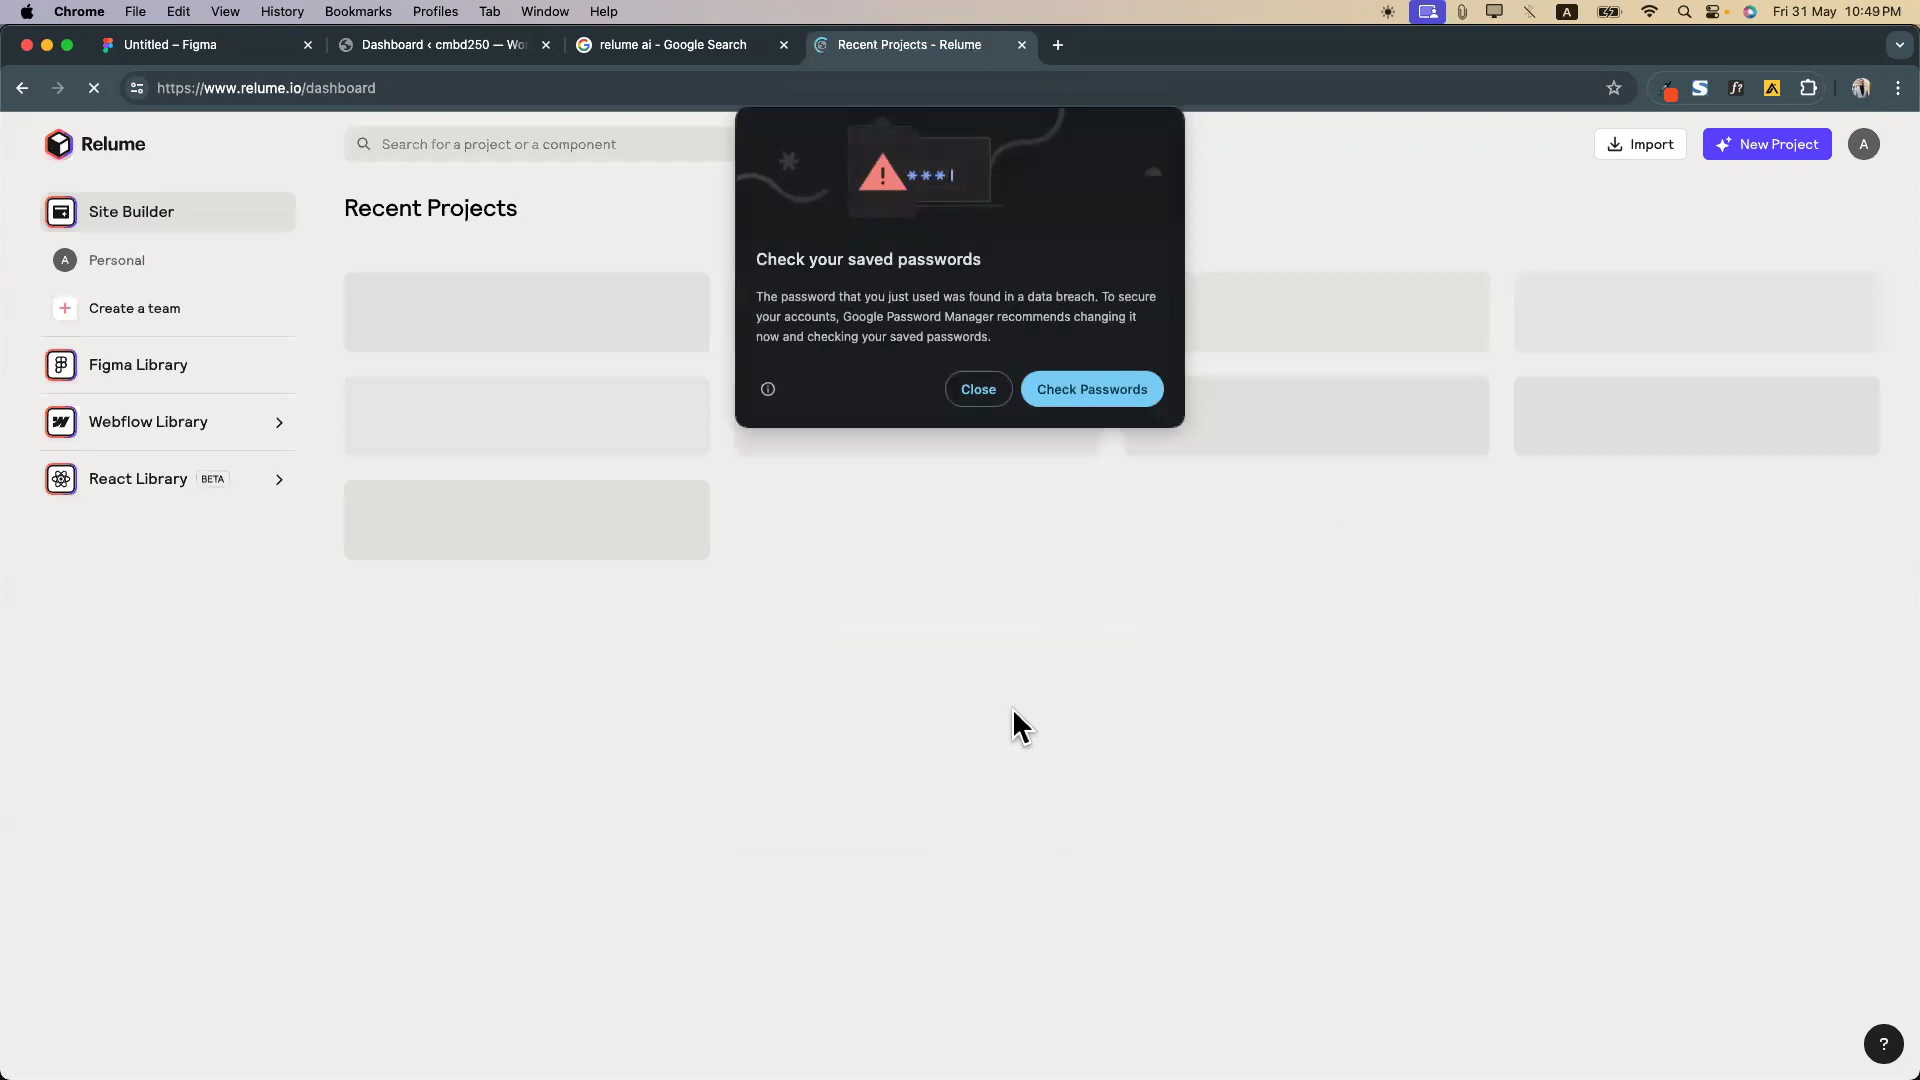 Chrome File Edit View History Bookmarks Profiles Tab Window Help A Fri 31 May 10:49 PM
Untitled – Figma Dashboard ‹ cmbd250 — Wo relume ai - Google Search Recent Projects - Relume
https://www.relume.io/dashboard
Relume
Search for a project or a component
Import
New Project
A
Site Builder
A Personal
Create a team
Figma Library
Webflow Library
React Library BETA
Recent Projects
***
Check your saved passwords
The password that you just used was found in a data breach. To secure
your accounts, Google Password Manager recommends changing it
now and checking your saved passwords.
Close
Check Passwords
?